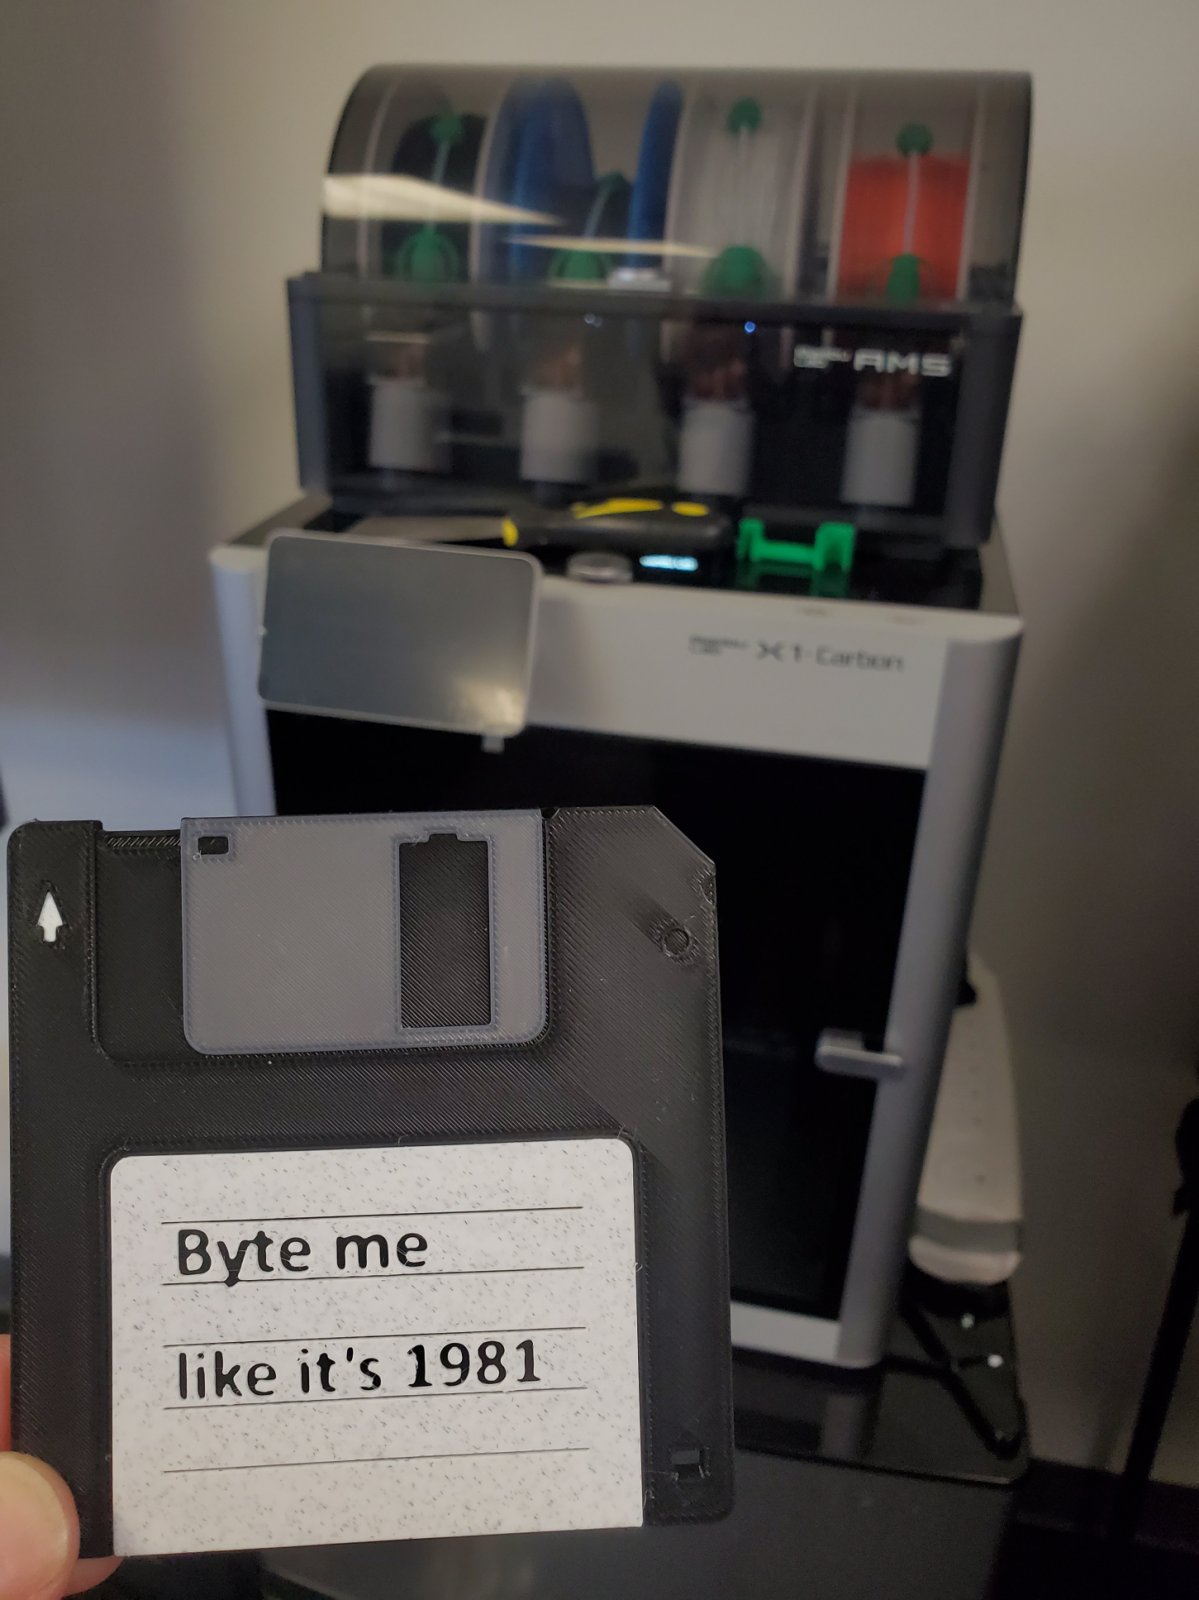 AMS
X1-Carbon
Byte me
like it's 1981